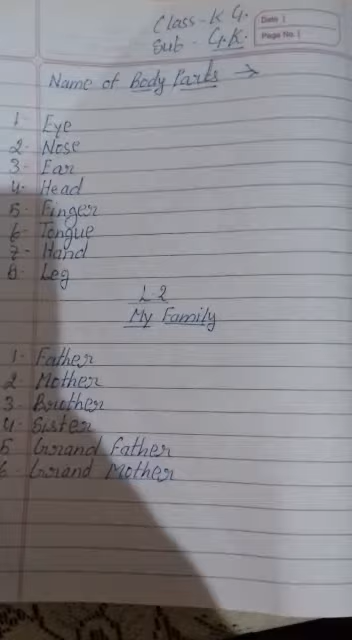 Class - K G.
Date |
Sub - G.K.
Page No. |
Name of Body Parts →
1- Eye
2- Nose
3- Ear
4- Head
5- Finger
6- Tongue
7- Hand
8- Leg
L-2
My Family
1- Father
2- Mother
3- Brother
4- Sister
5 Grand Father
6- Grand Mother